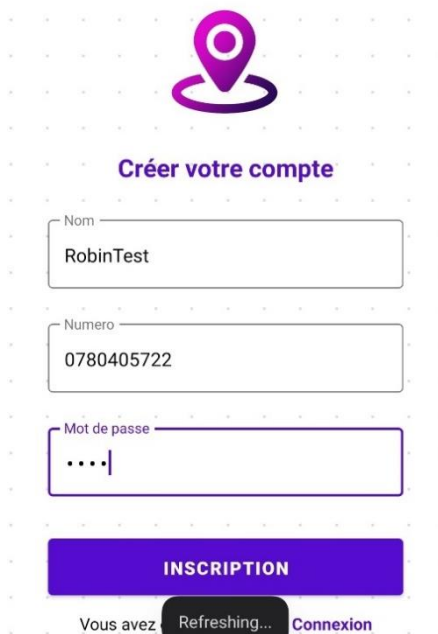 Créer votre compte
Nom
RobinTest
Numero
0780405722
Mot de passe
••••
INSCRIPTION
Vous avez
Refreshing...
Connexion